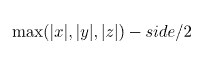 max(|x|, |y|, |z|) − side/2